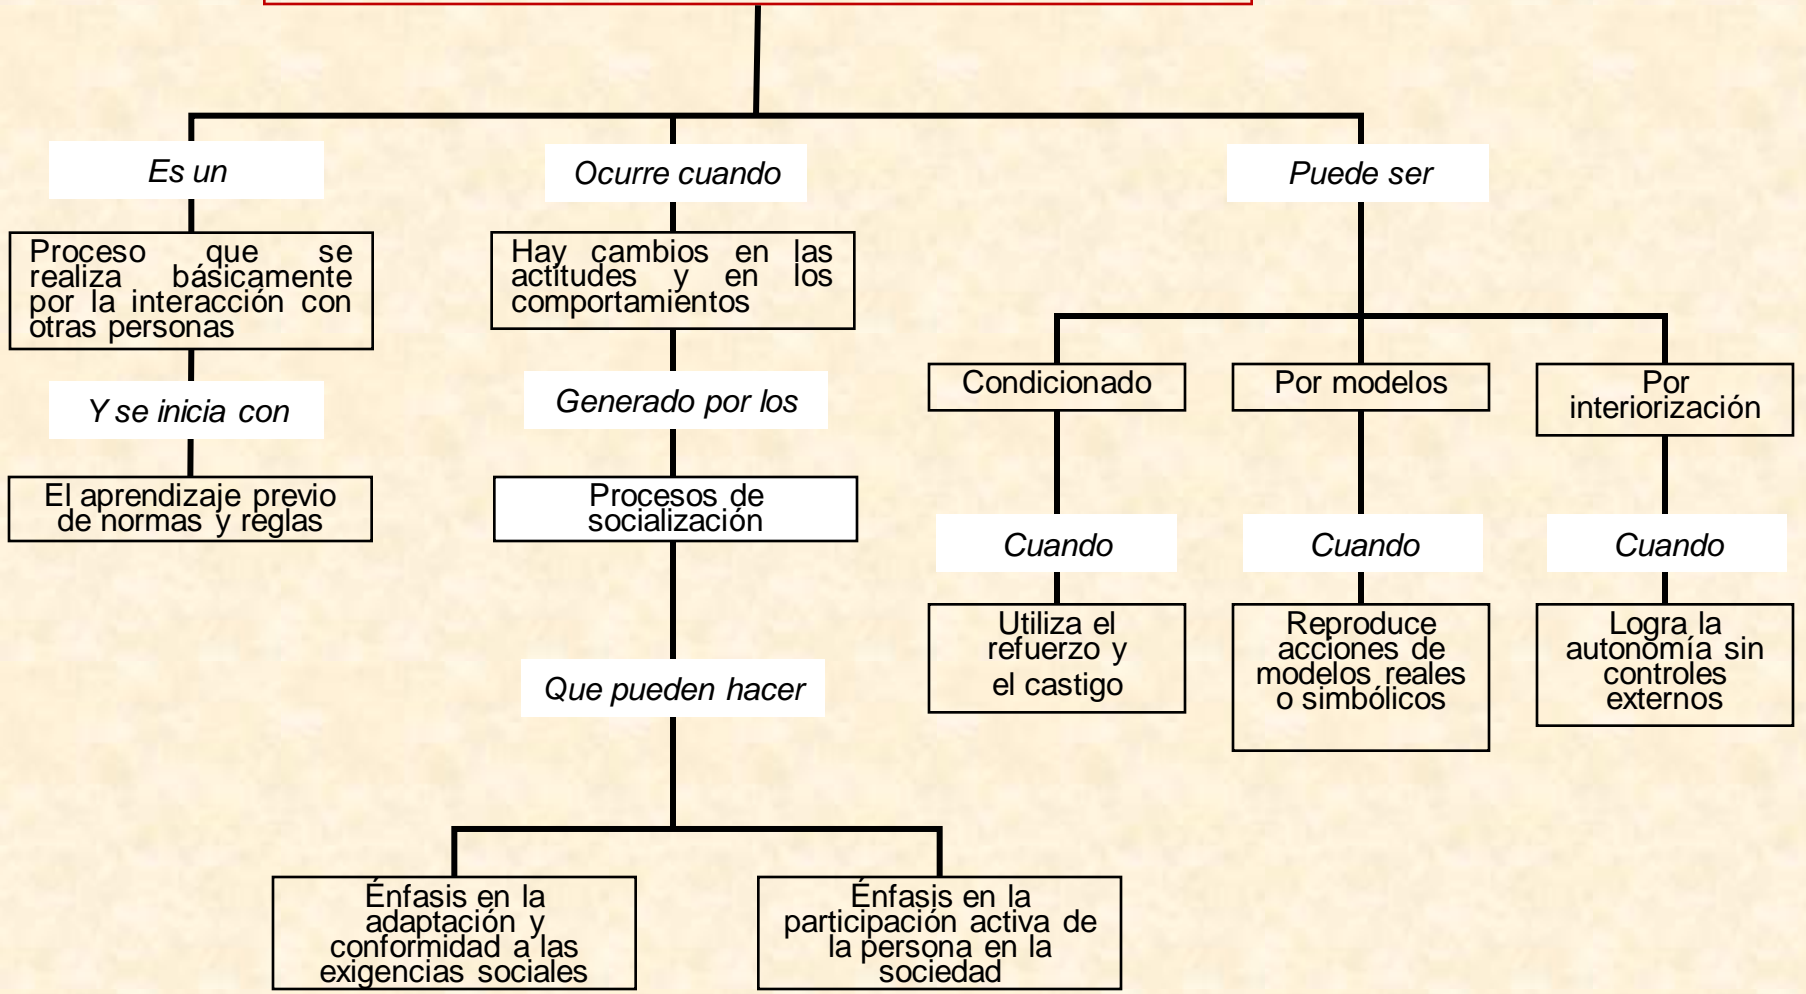 Es un
Ocurre cuando
Puede ser
Proceso que se
realiza básicamente
por la interacción con
otras personas
Hay cambios en las
actitudes y en los
comportamientos
Condicionado
Por modelos
Por
interiorización
Y se inicia con
Generado por los
El aprendizaje previo
de normas y reglas
Procesos de
socialización
Cuando
Cuando
Cuando
Utiliza el
refuerzo y
el castigo
Reproduce
acciones de
modelos reales
o simbólicos
Logra la
autonomía sin
controles
externos
Que pueden hacer
Énfasis en la
adaptación y
conformidad a las
exigencias sociales
Énfasis en la
participación activa de
la persona en la
sociedad